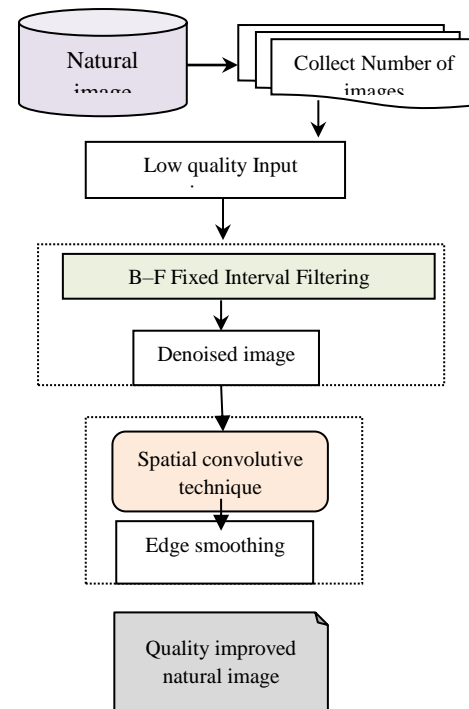 Natural
image
Collect Number of
images
Low quality Input
B–F Fixed Interval Filtering
Denoised image
Spatial convolutive
technique
Edge smoothing
Quality improved
natural image